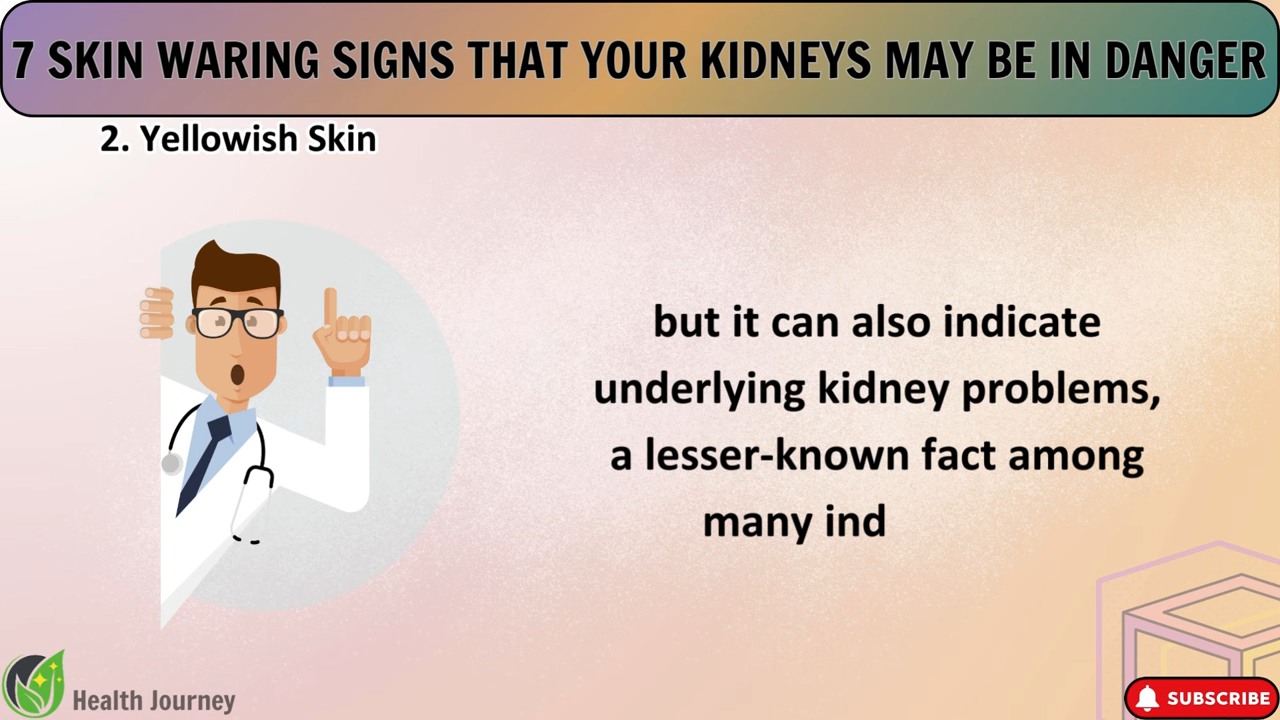 7 SKIN WARING SIGNS THAT YOUR KIDNEYS MAY BE IN DANGER
2. Yellowish Skin
but it can also indicate
underlying kidney problems,
a lesser-known fact among
many ind
Health Journey
SUBSCRIBE